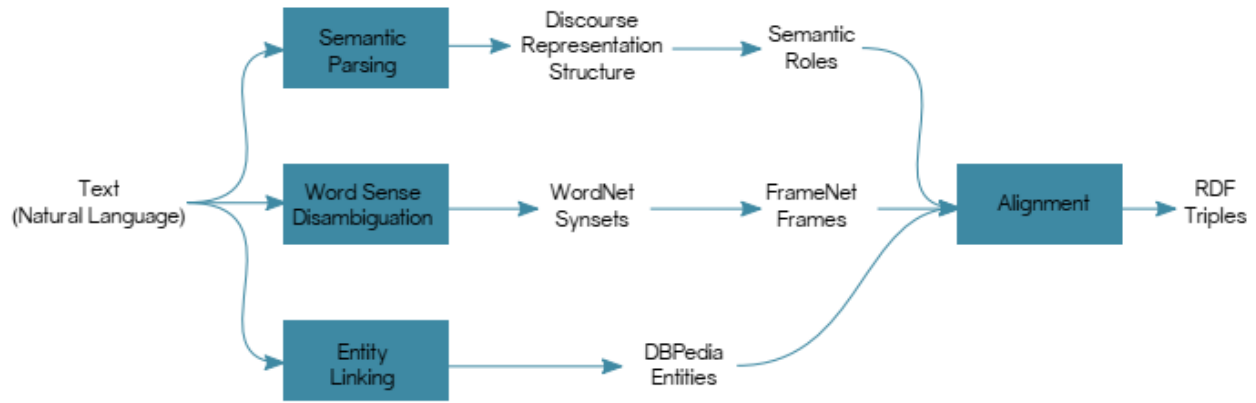 Semantic
Parsing
Discourse
Representation
Structure
Semantic
Roles
Text
(Natural Language)
Word Sense
Disambiguation
WordNet
Synsets
FrameNet
Frames
Alignment
RDF
Triples
Entity
Linking
DBPedia
Entities